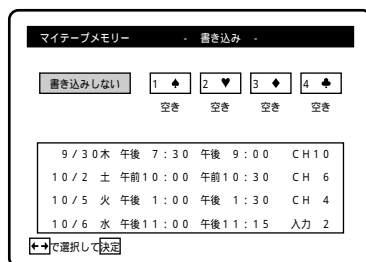 マイテープメモリー - 書き込み -
書き込みしない 1 ♠ 2 ♥ 3 ♦ 4 ♣
空き 空き 空き 空き
9/30木 午後 7:30 午後 9:00 CH10
10/2 土 午前10:00 午前10:30 CH 6
10/5 火 午後 1:00 午後 1:30 CH 4
10/6 水 午後11:00 午後11:15 入力 2
←→で選択して決定